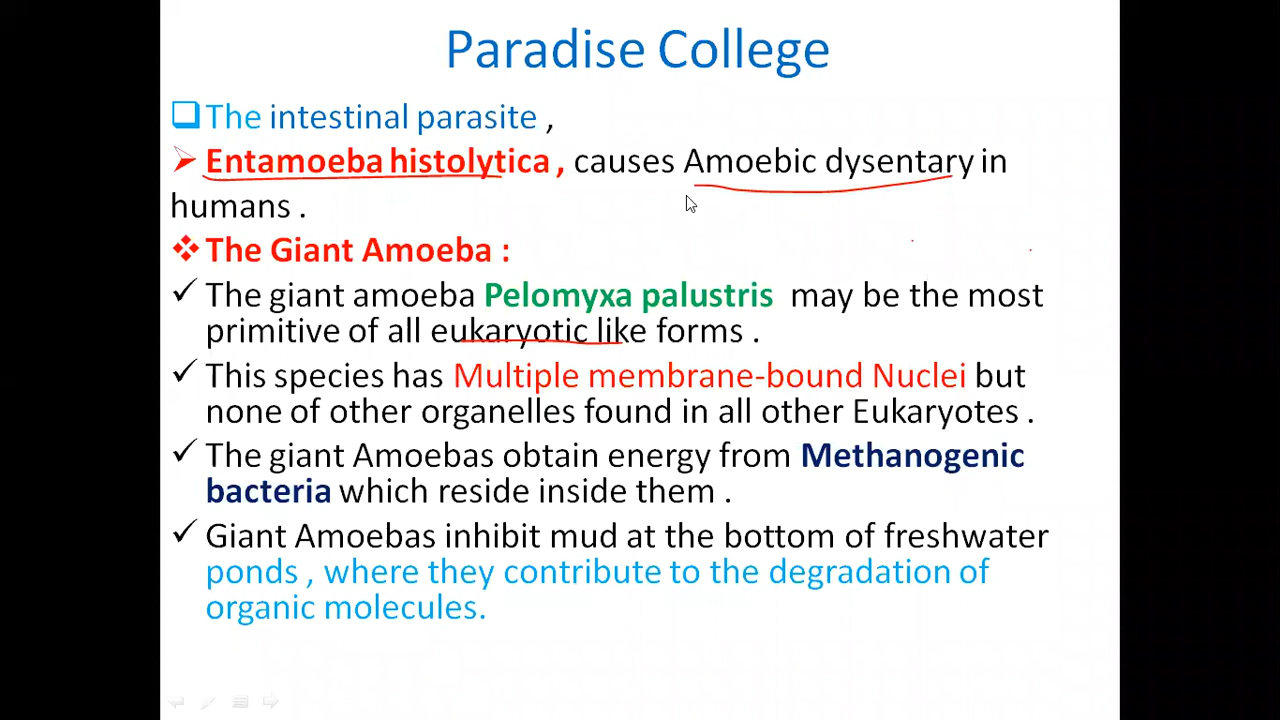 Paradise College
The intestinal parasite ,
Entamoeba histolytica , causes Amoebic dysentary in
humans .
The Giant Amoeba :
The giant amoeba Pelomyxa palustris may be the most
primitive of all eukaryotic like forms .
This species has Multiple membrane-bound Nuclei but
none of other organelles found in all other Eukaryotes .
The giant Amoebas obtain energy from Methanogenic
bacteria which reside inside them .
Giant Amoebas inhibit mud at the bottom of freshwater
ponds , where they contribute to the degradation of
organic molecules.